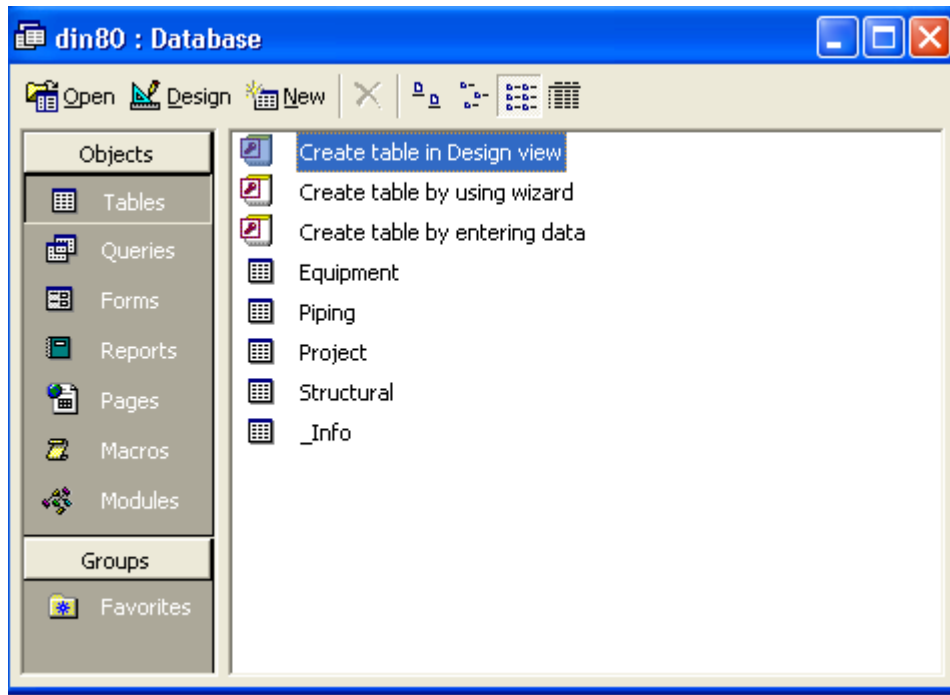 din80 : Database
Open Design New
Objects
Tables
Queries
Forms
Reports
Pages
Macros
Modules
Groups
Favorites
Create table in Design view
Create table by using wizard
Create table by entering data
Equipment
Piping
Project
Structural
_Info